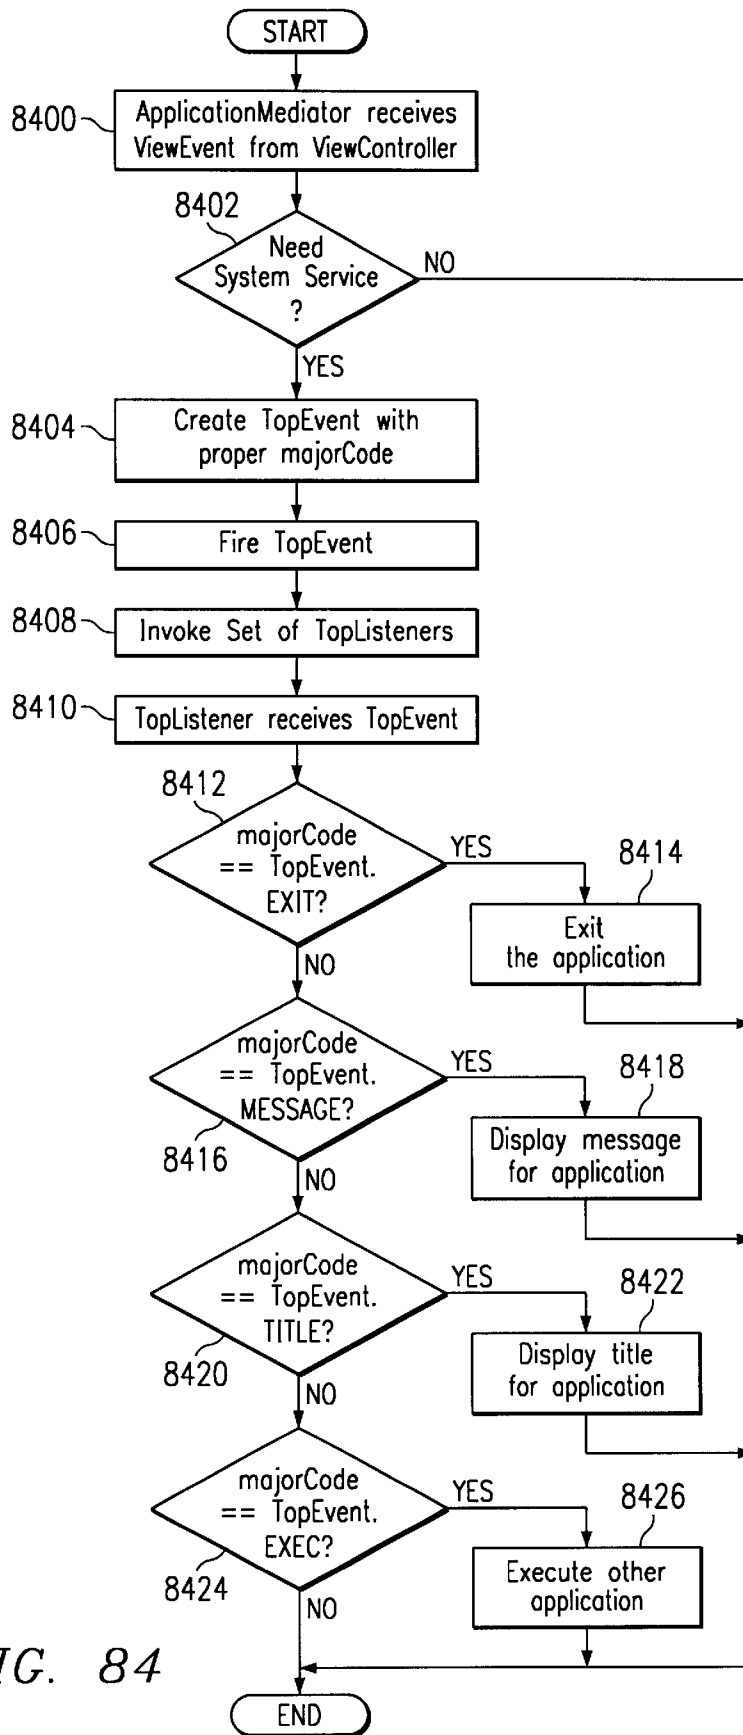 START
8400
ApplicationMediator receives
ViewEvent from ViewController
8402
Need
System Service
?
NO
YES
8404
Create TopEvent with
proper majorCode
8406
Fire TopEvent
8408
Invoke Set of TopListeners
8410
TopListener receives TopEvent
8412
majorCode
== TopEvent.
EXIT?
YES
8414
Exit
the application
NO
majorCode
== TopEvent.
MESSAGE?
YES
8416
8418
Display message
for application
NO
majorCode
== TopEvent.
TITLE?
YES
8420
8422
Display title
for application
NO
majorCode
== TopEvent.
EXEC?
YES
8424
8426
Execute other
application
NO
IG. 84
END